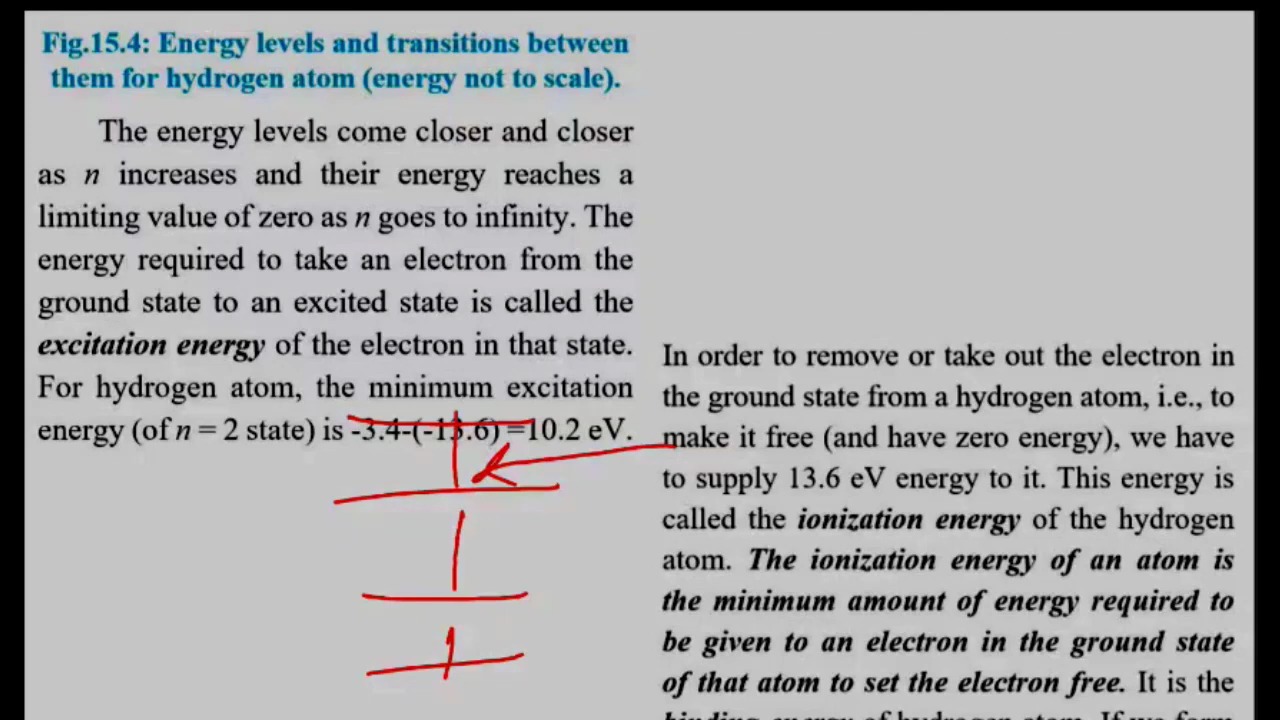 Fig.15.4: Energy levels and transitions between
them for hydrogen atom (energy not to scale).
The energy levels come closer and closer
as n increases and their energy reaches a
limiting value of zero as n goes to infinity. The
energy required to take an electron from the
ground state to an excited state is called the
excitation energy of the electron in that state.
For hydrogen atom, the minimum excitation
energy (of n = 2 state) is -3.4-(-13.6) =10.2 eV.
In order to remove or take out the electron in
the ground state from a hydrogen atom, i.e., to
make it free (and have zero energy), we have
to supply 13.6 eV energy to it. This energy is
called the ionization energy of the hydrogen
atom. The ionization energy of an atom is
the minimum amount of energy required to
be given to an electron in the ground state
of that atom to set the electron free. It is the
binding energy of hydrogen atom. If we form